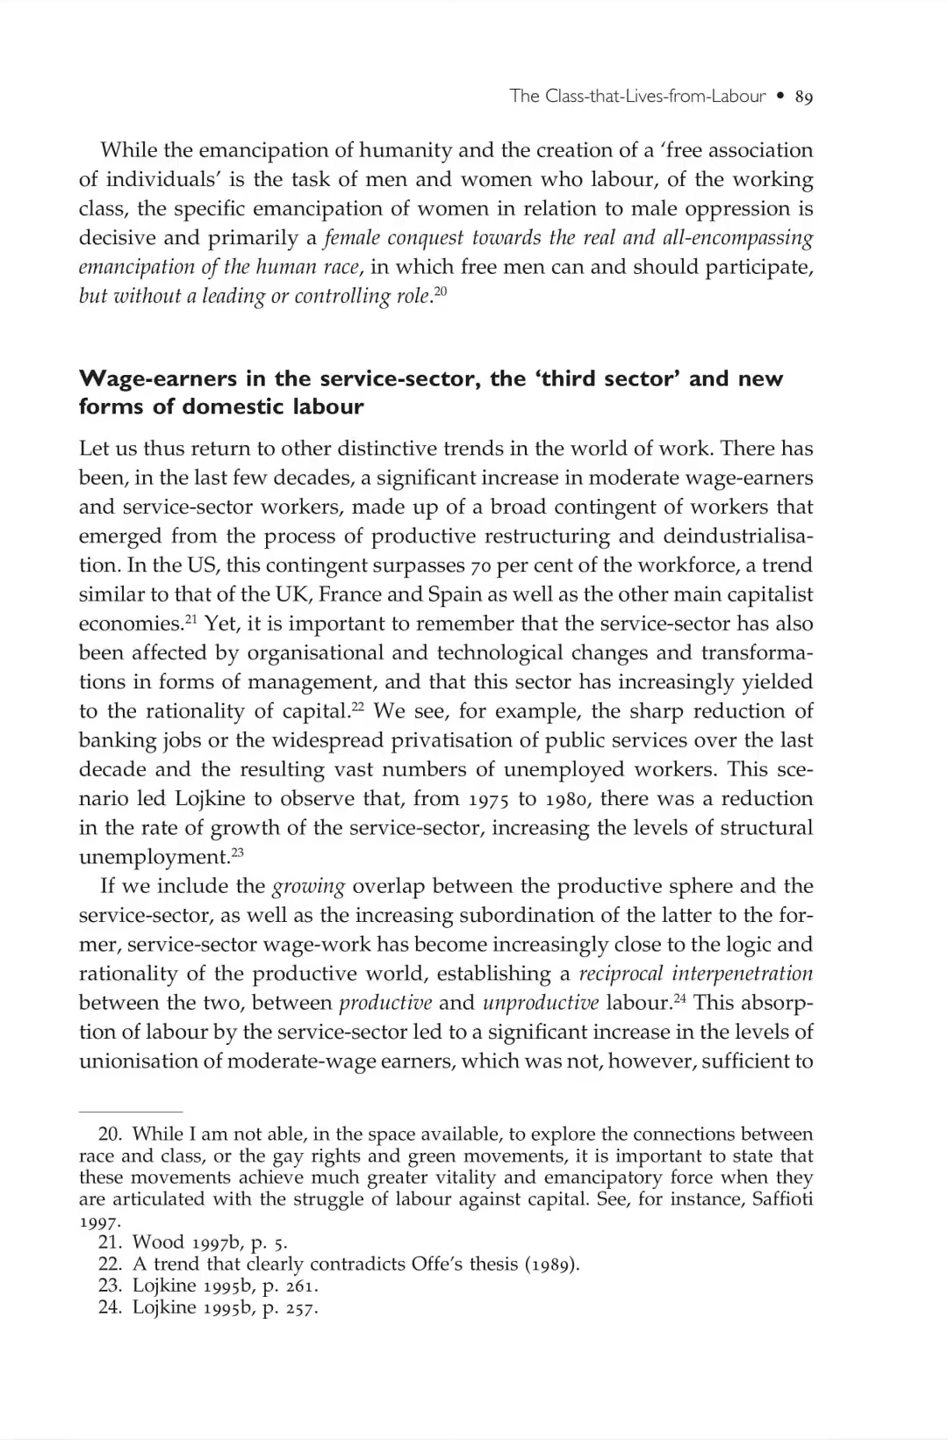 The Class-that-Lives-from-Labour • 89
While the emancipation of humanity and the creation of a ‘free association
of individuals’ is the task of men and women who labour, of the working
class, the specific emancipation of women in relation to male oppression is
decisive and primarily a female conquest towards the real and all-encompassing
emancipation of the human race, in which free men can and should participate,
but without a leading or controlling role.20
Wage-earners in the service-sector, the ‘third sector’ and new
forms of domestic labour
Let us thus return to other distinctive trends in the world of work. There has
been, in the last few decades, a significant increase in moderate wage-earners
and service-sector workers, made up of a broad contingent of workers that
emerged from the process of productive restructuring and deindustrialisa-
tion. In the US, this contingent surpasses 70 per cent of the workforce, a trend
similar to that of the UK, France and Spain as well as the other main capitalist
economies.21 Yet, it is important to remember that the service-sector has also
been affected by organisational and technological changes and transforma-
tions in forms of management, and that this sector has increasingly yielded
to the rationality of capital.22 We see, for example, the sharp reduction of
banking jobs or the widespread privatisation of public services over the last
decade and the resulting vast numbers of unemployed workers. This sce-
nario led Lojkine to observe that, from 1975 to 1980, there was a reduction
in the rate of growth of the service-sector, increasing the levels of structural
unemployment.23
If we include the growing overlap between the productive sphere and the
service-sector, as well as the increasing subordination of the latter to the for-
mer, service-sector wage-work has become increasingly close to the logic and
rationality of the productive world, establishing a reciprocal interpenetration
between the two, between productive and unproductive labour.24 This absorp-
tion of labour by the service-sector led to a significant increase in the levels of
unionisation of moderate-wage earners, which was not, however, sufficient to
20. While I am not able, in the space available, to explore the connections between
race and class, or the gay rights and green movements, it is important to state that
these movements achieve much greater vitality and emancipatory force when they
are articulated with the struggle of labour against capital. See, for instance, Saffioti
1997.
21. Wood 1997b, p. 5.
22. A trend that clearly contradicts Offe’s thesis (1989).
23. Lojkine 1995b, p. 261.
24. Lojkine 1995b, p. 257.